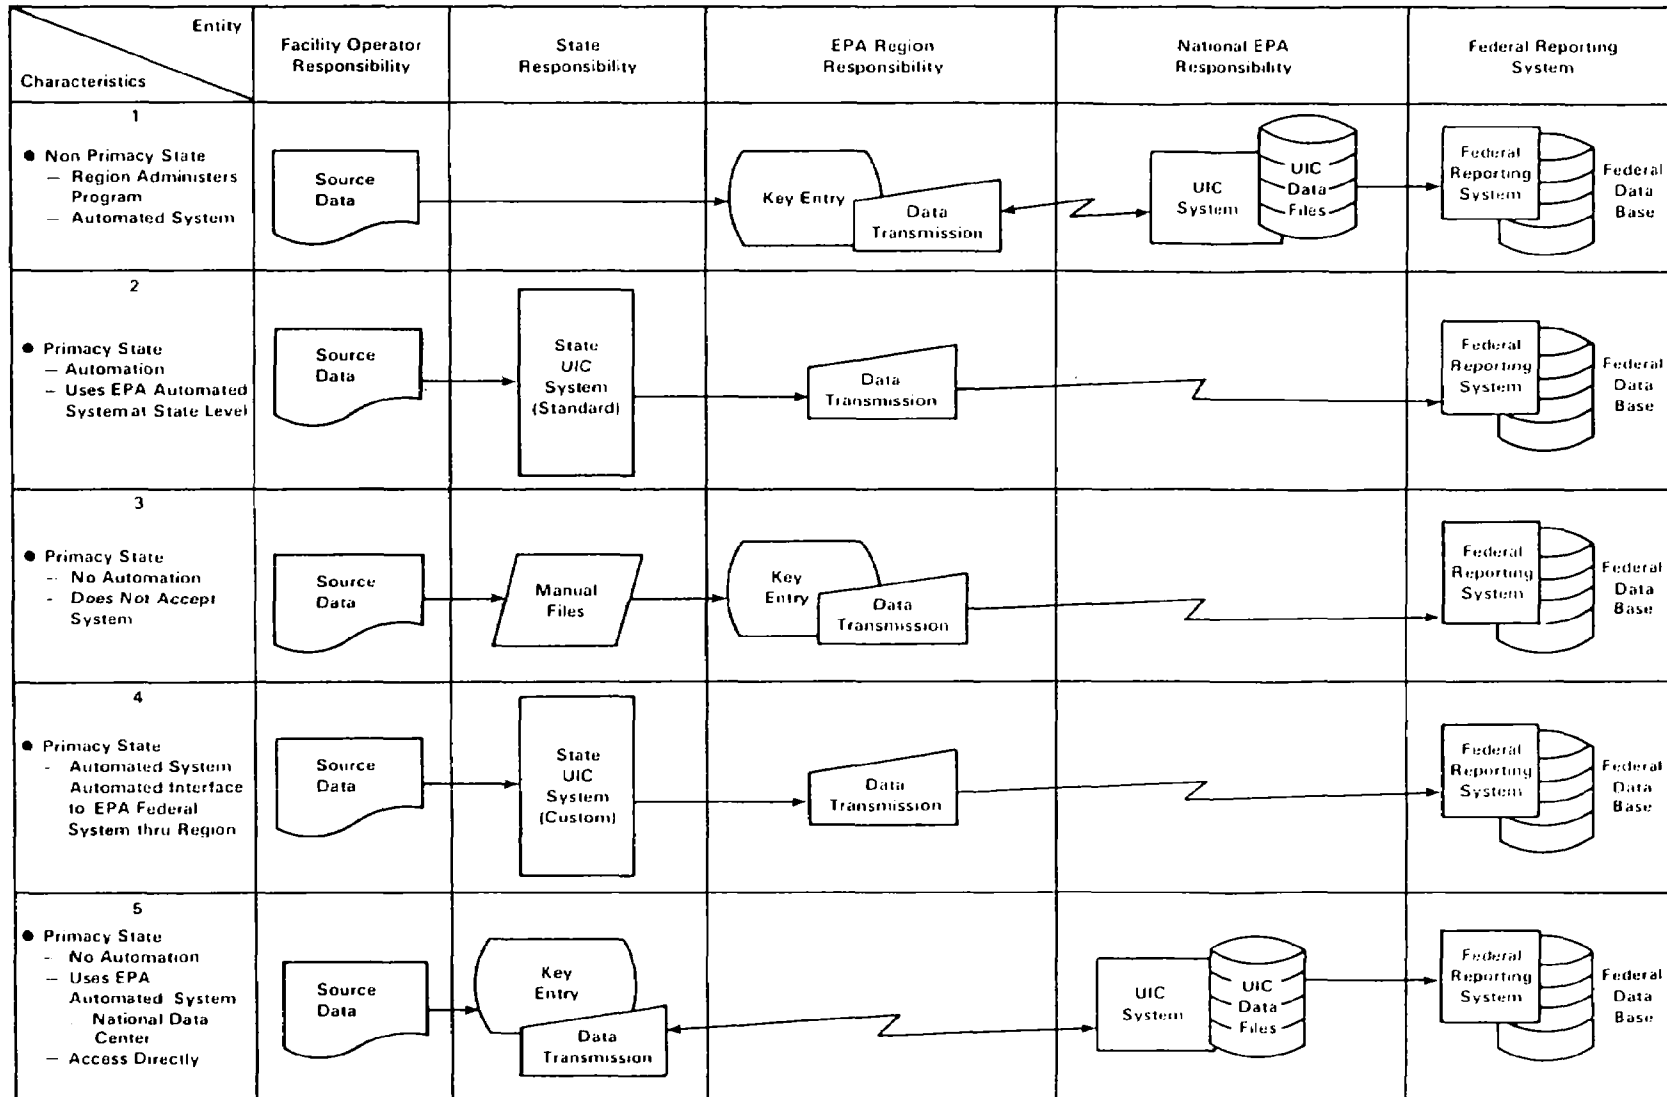 Entity
Characteristics
Facility Operator
Responsibility
State
Responsibility
EPA Region
Responsibility
National EPA
Responsibility
Federal Reporting
System
1
● Non Primacy State
— Region Administers
Program
— Automated System
Source
Data
Key Entry
Data
Transmission
UIC
System
UIC
Data
Files
Federal
Reporting
System
Federal
Data
Base
2
● Primacy State
— Automation
— Uses EPA Automated
System at State Level
Source
Data
State
UIC
System
(Standard)
Data
Transmission
Federal
Reporting
System
Federal
Data
Base
3
● Primacy State
-- No Automation
- Does Not Accept
System
Source
Data
Manual
Files
Key
Entry
Data
Transmission
Federal
Reporting
System
Federal
Data
Base
4
● Primacy State
- Automated System
Automated Interface
to EPA Federal
System thru Region
Source
Data
State
UIC
System
(Custom)
Data
Transmission
Federal
Reporting
System
Federal
Data
Base
5
● Primacy State
- No Automation
— Uses EPA
Automated System
National Data
Center
— Access Directly
Source
Data
Key
Entry
Data
Transmission
UIC
System
UIC
Data
Files
Federal
Reporting
System
Federal
Data
Base